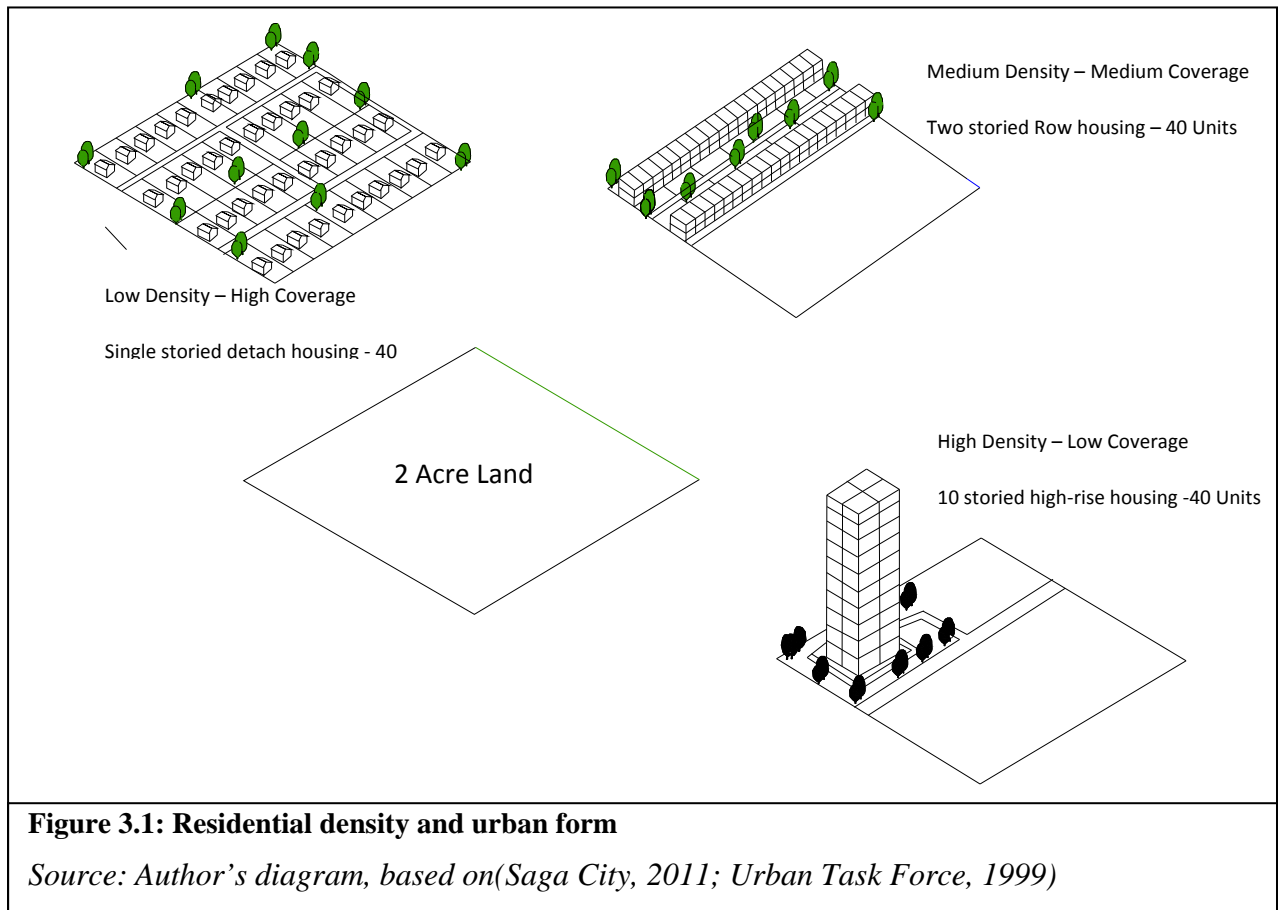 Medium Density – Medium Coverage
Two storied Row housing – 40 Units
Low Density – High Coverage
Single storied detach housing - 40
2 Acre Land
High Density – Low Coverage
10 storied high-rise housing -40 Units
Figure 3.1: Residential density and urban form
Source: Author's diagram, based on(Saga City, 2011; Urban Task Force, 1999)